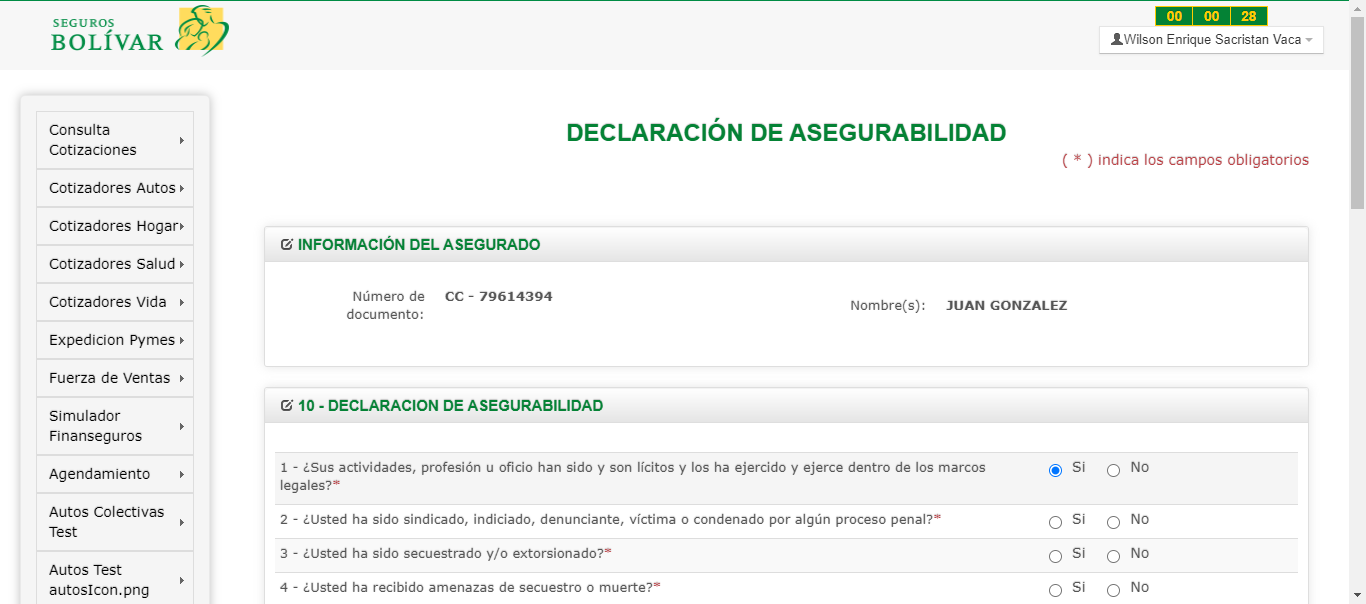 SEGUROS
BOLÍVAR
00 00 28
Wilson Enrique Sacristan Vaca
Consulta
Cotizaciones
Cotizadores Autos
Cotizadores Hogar
Cotizadores Salud
Cotizadores Vida
Expedicion Pymes
Fuerza de Ventas
Simulador
Finanseguros
Agendamiento
Autos Colectivas
Test
Autos Test
autosIcon.png
DECLARACIÓN DE ASEGURABILIDAD
( * ) indica los campos obligatorios
INFORMACIÓN DEL ASEGURADO
Número de
documento:
CC - 79614394
Nombre(s): JUAN GONZALEZ
10 - DECLARACION DE ASEGURABILIDAD
1 - ¿Sus actividades, profesión u oficio han sido y son lícitos y los ha ejercido y ejerce dentro de los marcos
legales?*
Si No
2 - ¿Usted ha sido sindicado, indiciado, denunciante, víctima o condenado por algún proceso penal?* Si No
3 - ¿Usted ha sido secuestrado y/o extorsionado?* Si No
4 - ¿Usted ha recibido amenazas de secuestro o muerte?* Si No